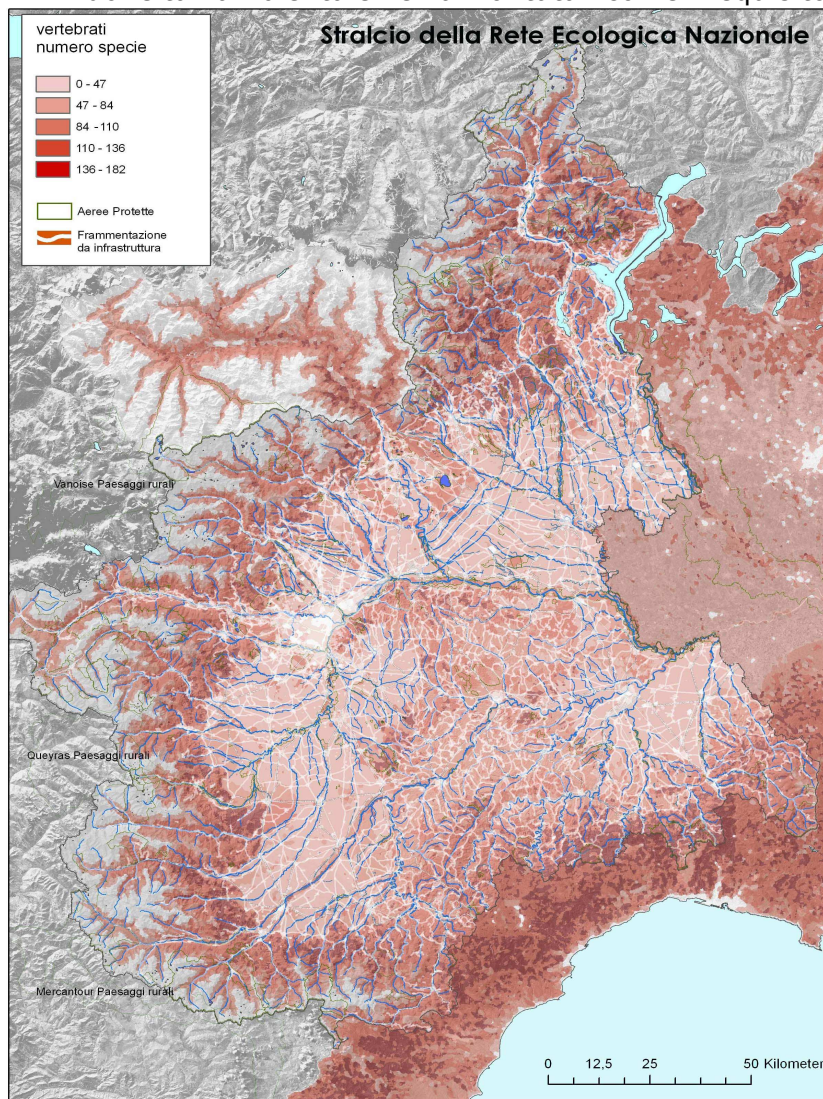 Stralcio della Rete Ecologica Nazionale
vertebrati
numero specie
0 - 47
47 - 84
84 - 110
110 - 136
136 - 182
Aeree Protette
Frammentazione
da infrastruttura
Vanoise Paesaggi rurali
Queyras Paesaggi rurali
Mercantour Paesaggi rurali
0 12,5 25 50 Kilometer